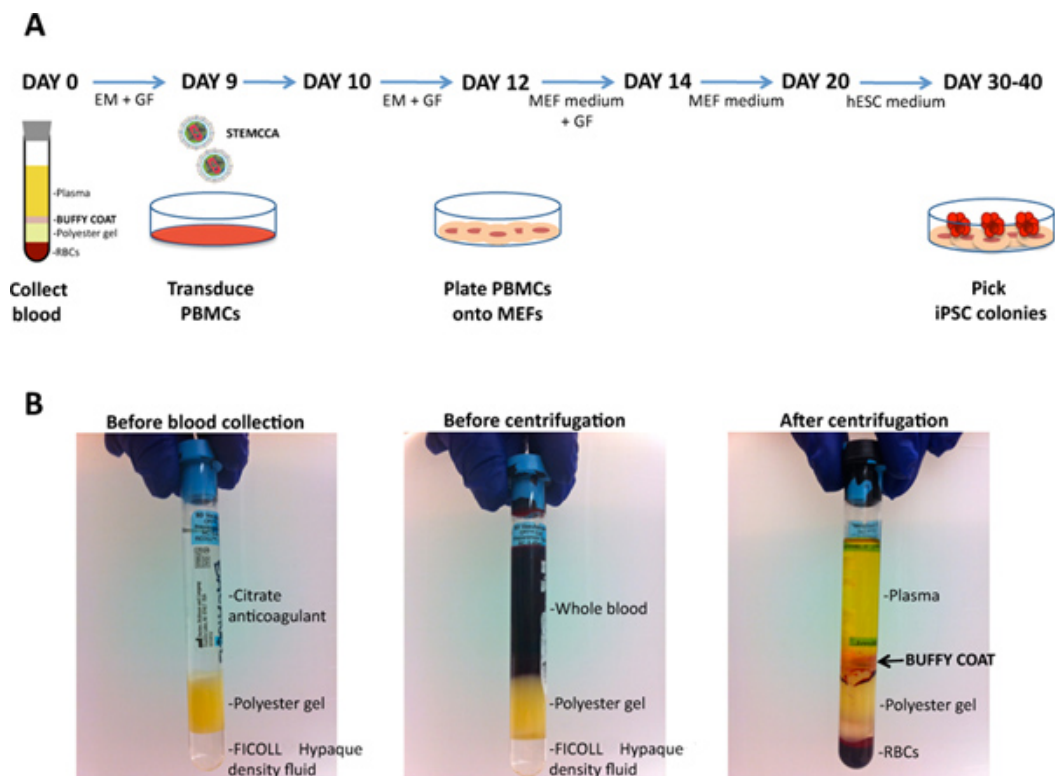 A
DAY 0 DAY 9 DAY 10 DAY 12 DAY 14 DAY 20 DAY 30-40
EM + GF EM + GF MEF medium MEF medium hESC medium
+ GF
STEMCCA
-Plasma
-BUFFY COAT
-Polyester gel
-RBCs
Collect
blood
Transduce
PBMCs
Plate PBMCs
onto MEFs
Pick
iPSC colonies
B
Before blood collection
Before centrifugation
After centrifugation
-Citrate
anticoagulant
-Polyester gel
-FICOLL Hypaque
density fluid
-Whole blood
-Polyester gel
-FICOLL Hypaque
density fluid
-Plasma
BUFFY COAT
-Polyester gel
-RBCs